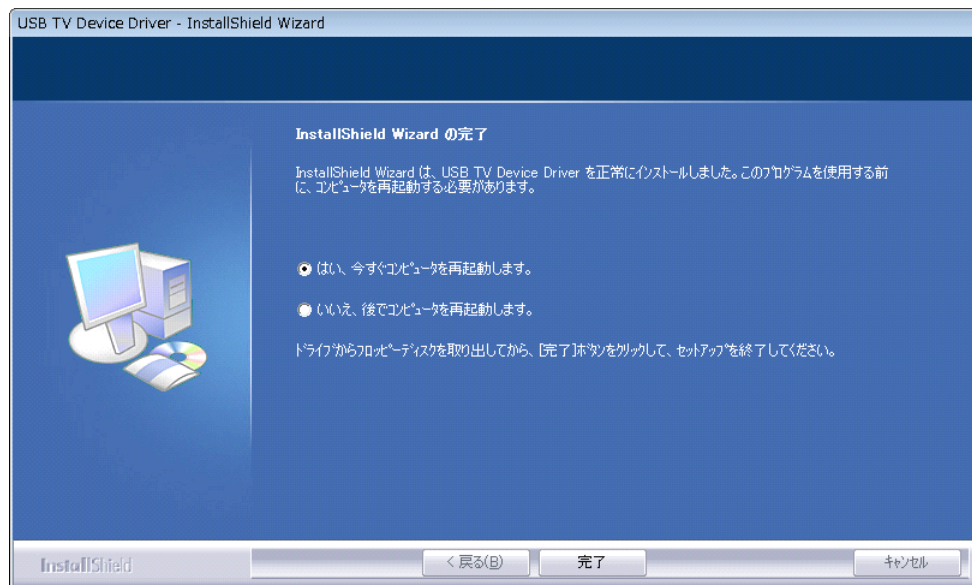 USB TV Device Driver - InstallShield Wizard
InstallShield Wizard の完了
InstallShield Wizard は、USB TV Device Driver を正常にインストールしました。このプログラムを使用する前
に、コンピュータを再起動する必要があります。
はい、今すぐコンピュータを再起動します。
いいえ、後でコンピュータを再起動します。
ドライブからフロッピーディスクを取り出してから、[完了]ボタンをクリックして、セットアップを終了してください。
InstallShield
< 戻る(B)
完了
キャンセル